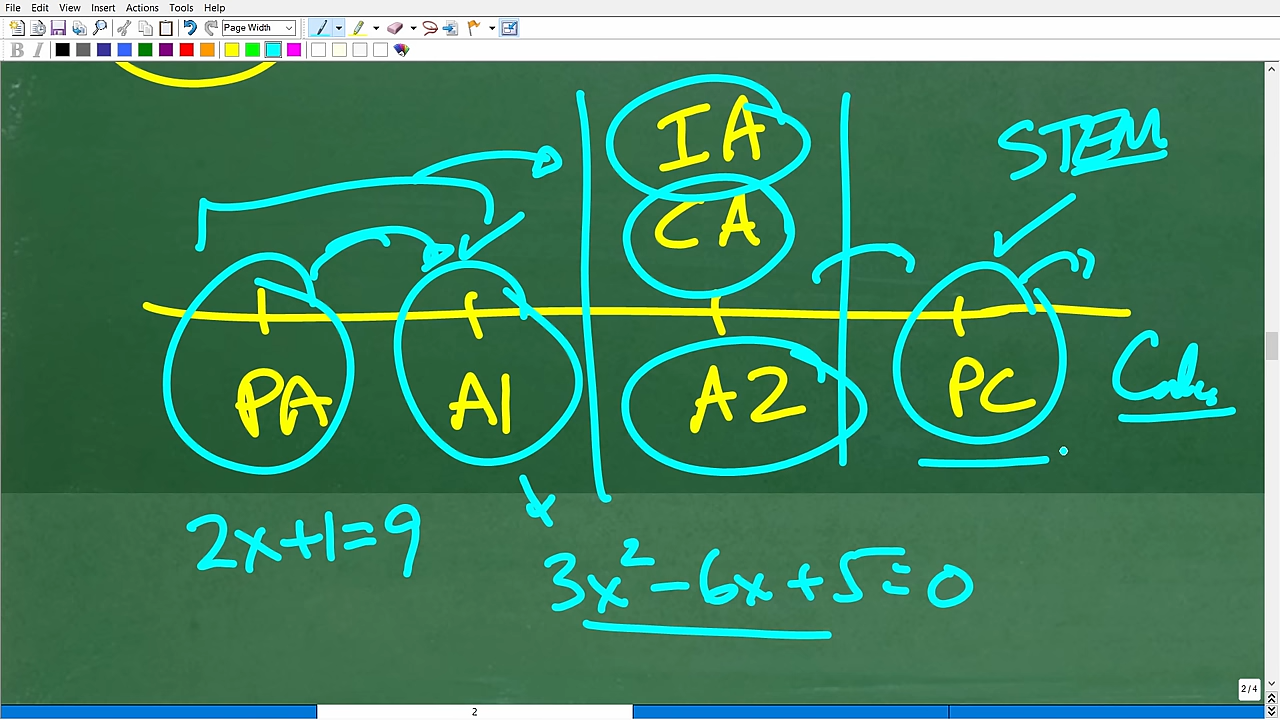 File Edit View Insert Actions Tools Help
Page Width
B I
IA
STEM
CA
PA A1 A2 PC
2x+1=9
3x²-6x+5=0
2/4
2